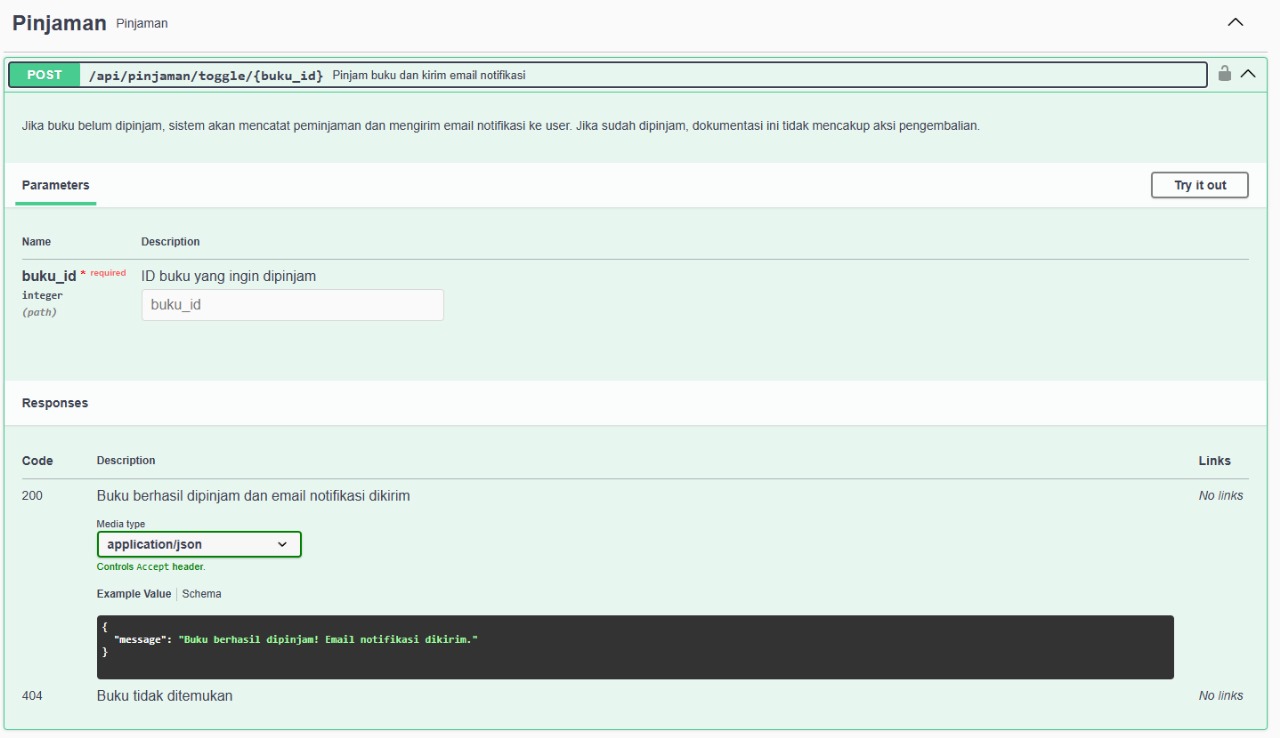 Pinjaman Pinjaman
POST /api/pinjaman/toggle/{buku_id} Pinjam buku dan kirim email notifikasi
Jika buku belum dipinjam, sistem akan mencatat peminjaman dan mengirim email notifikasi ke user. Jika sudah dipinjam, dokumentasi ini tidak mencakup aksi pengembalian.
Parameters Try it out
Name Description
buku_id * required ID buku yang ingin dipinjam
integer
(path)
buku_id
Responses
Code Description Links
200 Buku berhasil dipinjam dan email notifikasi dikirim No links
Media type
application/json
Controls Accept header.
Example Value Schema
{
"message": "Buku berhasil dipinjam! Email notifikasi dikirim."
}
404 Buku tidak ditemukan No links